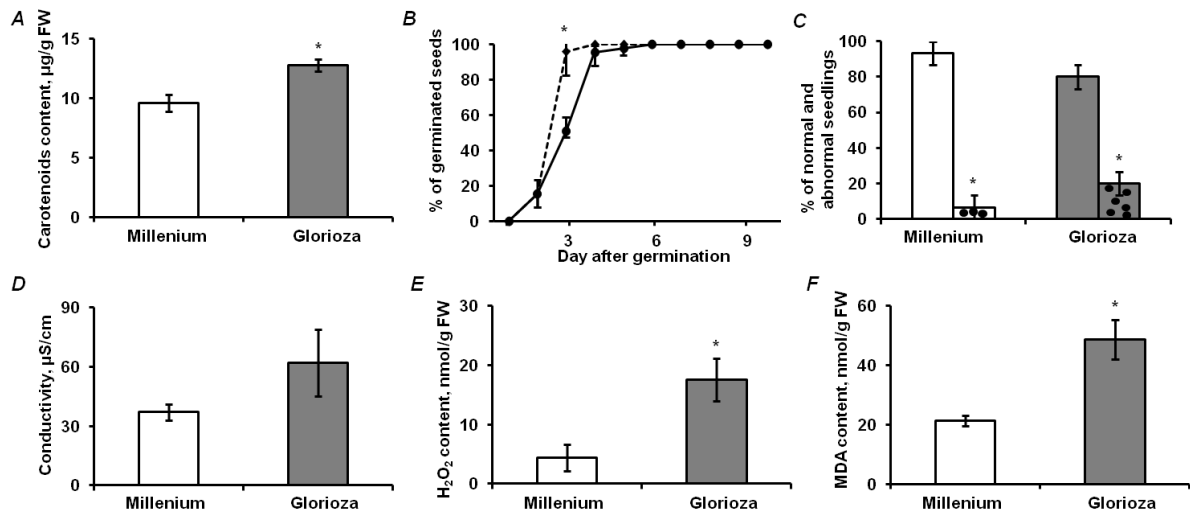 A
Carotenoids content, µg/g FW
15
10
5
0
*
Millenium
Glorioza
B
% of germinated seeds
100
80
60
40
20
0
*
3
6
9
Day after germination
C
% of normal and
abnormal seedlings
100
80
60
40
20
0
*
*
Millenium
Glorioza
D
Conductivity, µS/cm
90
60
30
0
Millenium
Glorioza
E
H₂O₂ content, nmol/g FW
30
20
10
0
*
Millenium
Glorioza
F
MDA content, nmol/g FW
60
40
20
0
*
Millenium
Glorioza